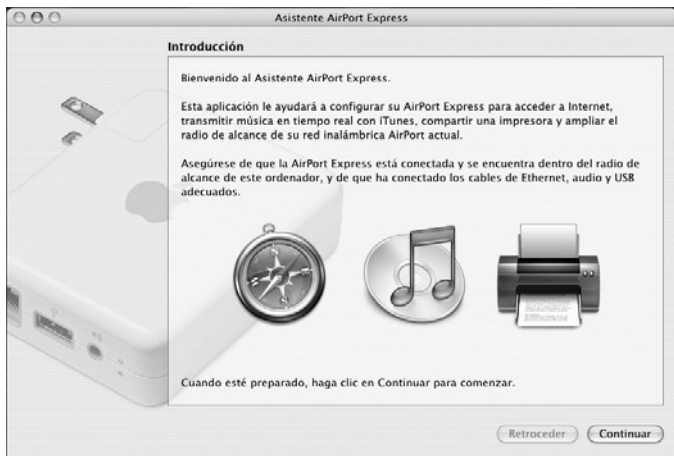 Asistente AirPort Express
Introducción
Bienvenido al Asistente AirPort Express.
Esta aplicación le ayudará a configurar su AirPort Express para acceder a Internet,
transmitir música en tiempo real con iTunes, compartir una impresora y ampliar el
radio de alcance de su red inalámbrica AirPort actual.
Asegúrese de que la AirPort Express está conectada y se encuentra dentro del radio de
alcance de este ordenador, y de que ha conectado los cables de Ethernet, audio y USB
adecuados.
Cuando esté preparado, haga clic en Continuar para comenzar.
Retroceder
Continuar